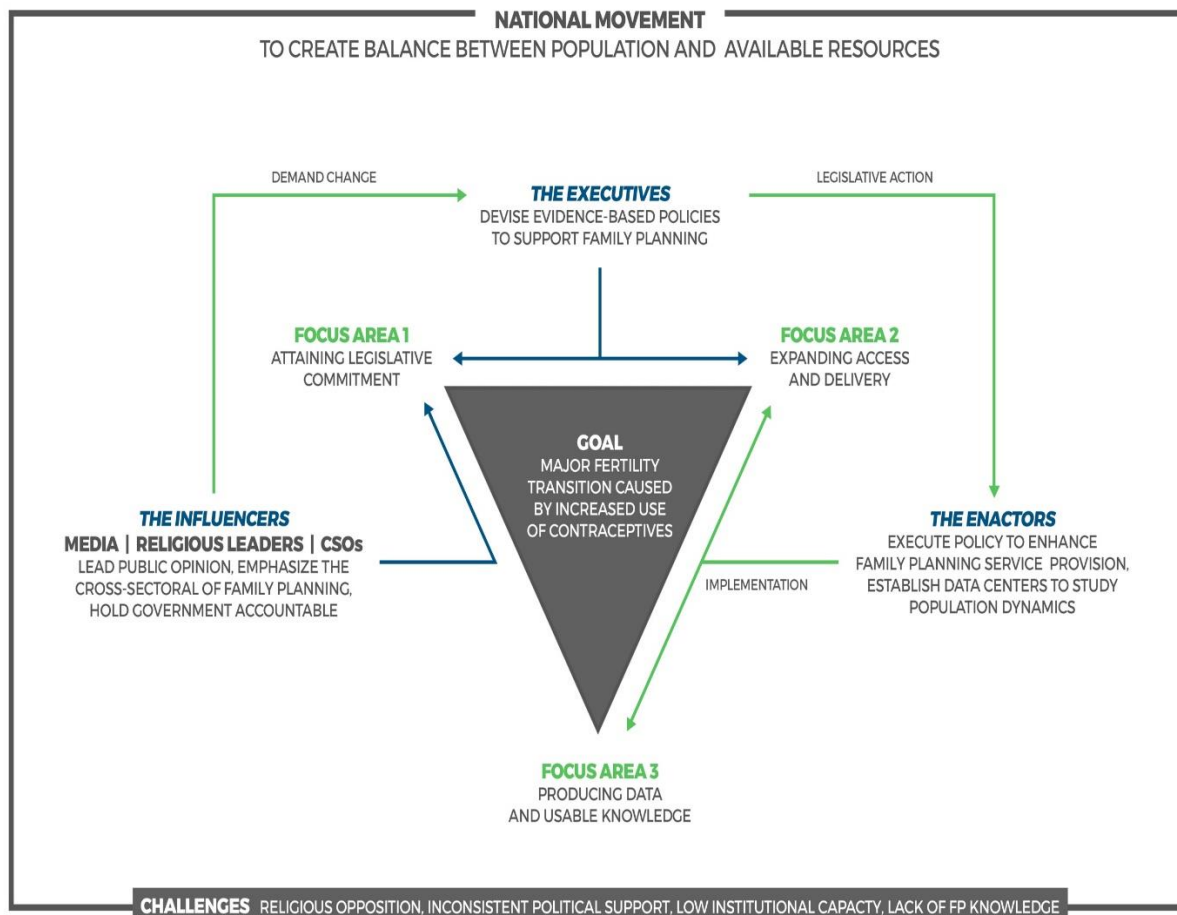 NATIONAL MOVEMENT
TO CREATE BALANCE BETWEEN POPULATION AND AVAILABLE RESOURCES
DEMAND CHANGE
THE EXECUTIVES
DEVISE EVIDENCE-BASED POLICIES
TO SUPPORT FAMILY PLANNING
LEGISLATIVE ACTION
FOCUS AREA 1
ATTAINING LEGISLATIVE
COMMITMENT
FOCUS AREA 2
EXPANDING ACCESS
AND DELIVERY
GOAL
MAJOR FERTILITY
TRANSITION CAUSED
BY INCREASED USE
OF CONTRACEPTIVES
THE INFLUENCERS
MEDIA | RELIGIOUS LEADERS | CSOs
LEAD PUBLIC OPINION, EMPHASIZE THE
CROSS-SECTORAL OF FAMILY PLANNING,
HOLD GOVERNMENT ACCOUNTABLE
IMPLEMENTATION
THE ENACTORS
EXECUTE POLICY TO ENHANCE
FAMILY PLANNING SERVICE PROVISION,
ESTABLISH DATA CENTERS TO STUDY
POPULATION DYNAMICS
FOCUS AREA 3
PRODUCING DATA
AND USABLE KNOWLEDGE
CHALLENGES RELIGIOUS OPPOSITION, INCONSISTENT POLITICAL SUPPORT, LOW INSTITUTIONAL CAPACITY, LACK OF FP KNOWLEDGE